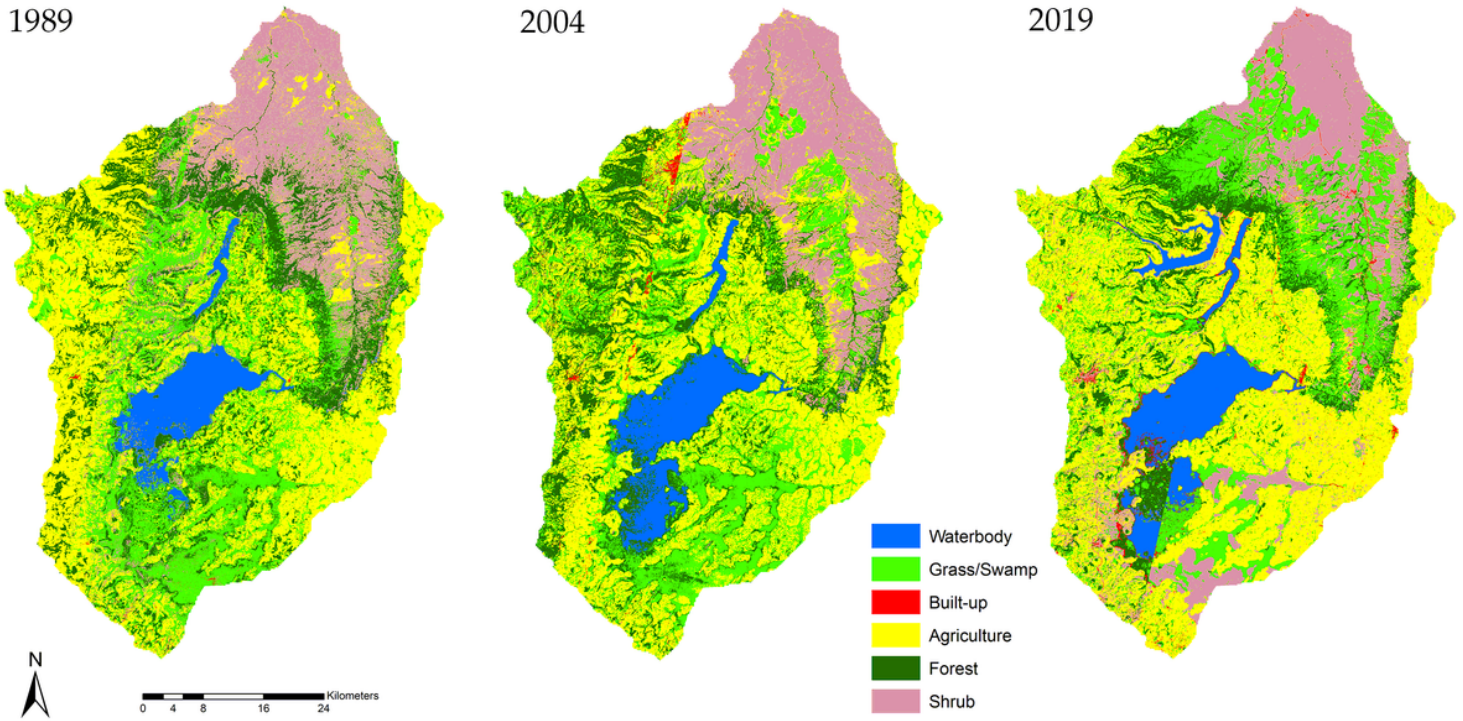 1989
2004
2019
Waterbody
Grass/Swamp
Built-up
Agriculture
Forest
Shrub
N
Kilometers
0 4 8 16 24